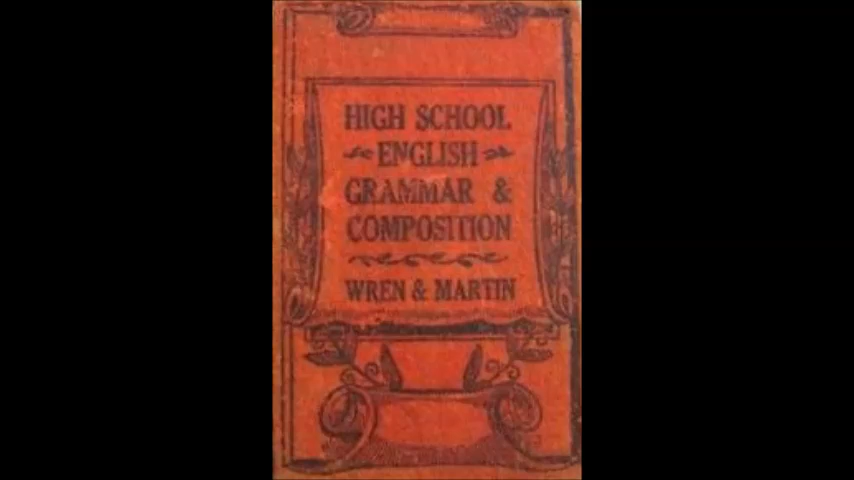 HIGH SCHOOL
ENGLISH
GRAMMAR &
COMPOSITION
WREN & MARTIN